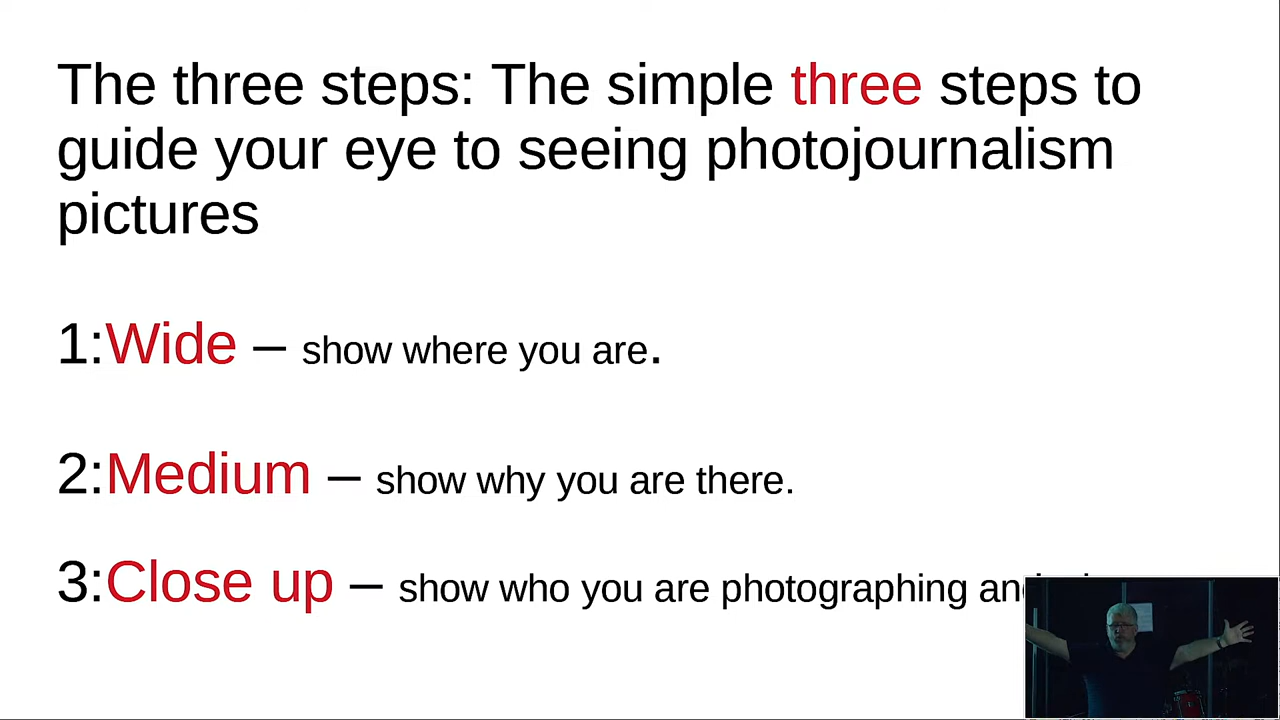 The three steps: The simple three steps to
guide your eye to seeing photojournalism
pictures
1:Wide – show where you are.
2:Medium – show why you are there.
3:Close up – show who you are photographing